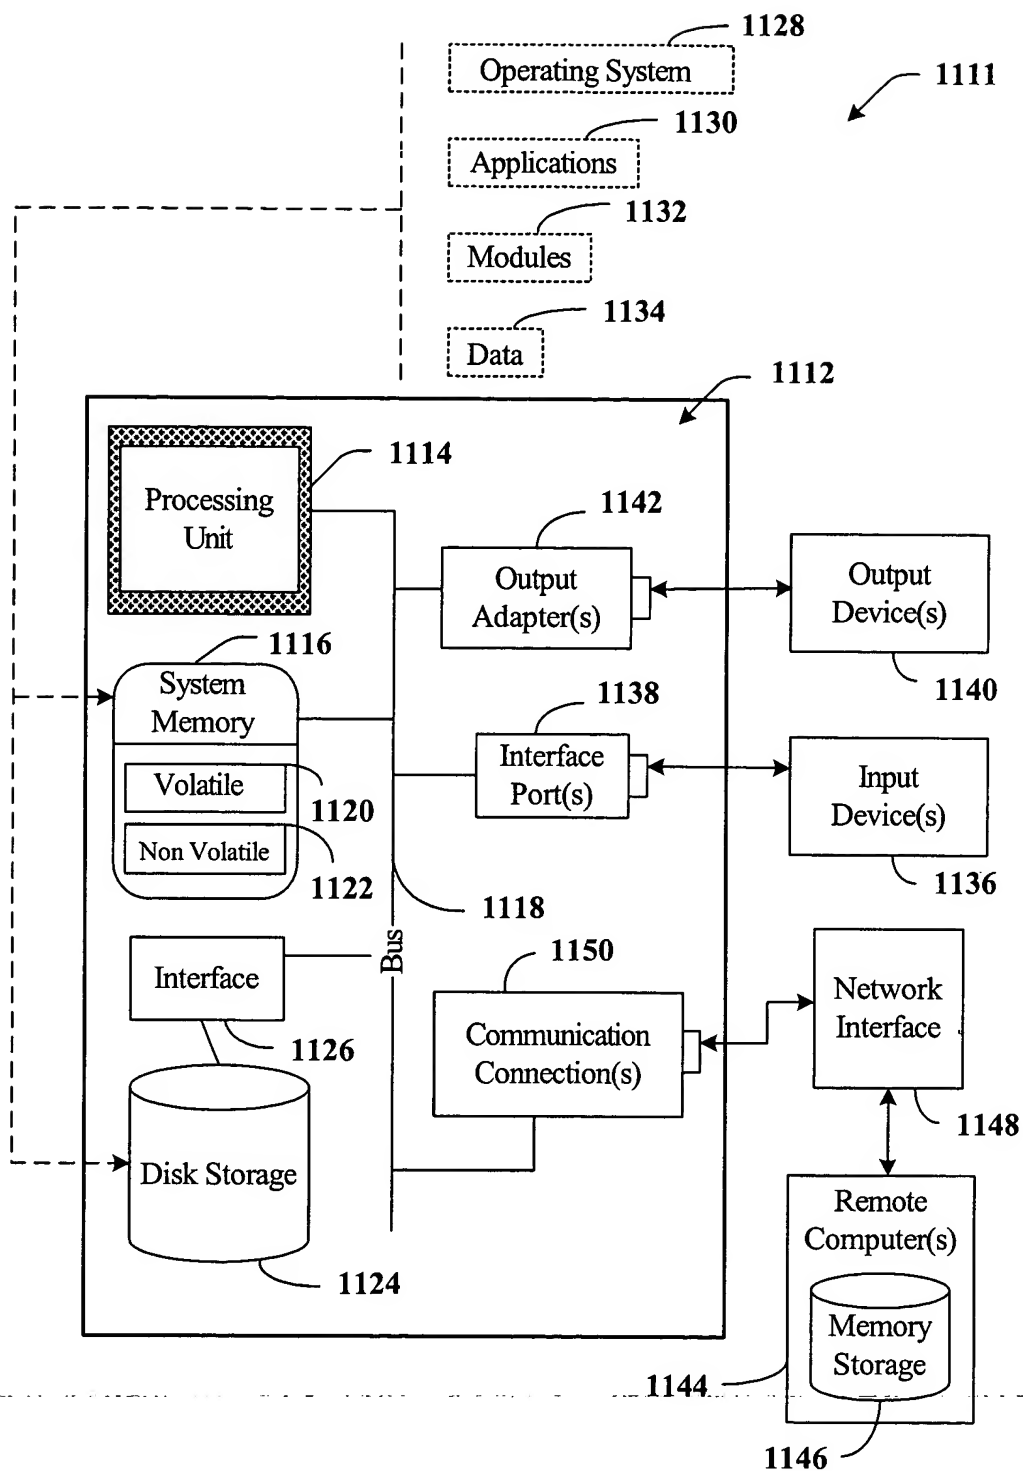 1128
Operating System
1111
1130
Applications
1132
Modules
1134
Data
1112
1114
Processing
Unit
1142
Output
Adapter(s)
Output
Device(s)
1140
1116
System
Memory
Volatile
1120
Non Volatile
1122
1138
Interface
Port(s)
Input
Device(s)
1136
1118
Bus
Interface
1126
1150
Communication
Connection(s)
Network
Interface
1148
Disk Storage
1124
Remote
Computer(s)
Memory
Storage
1144
1146